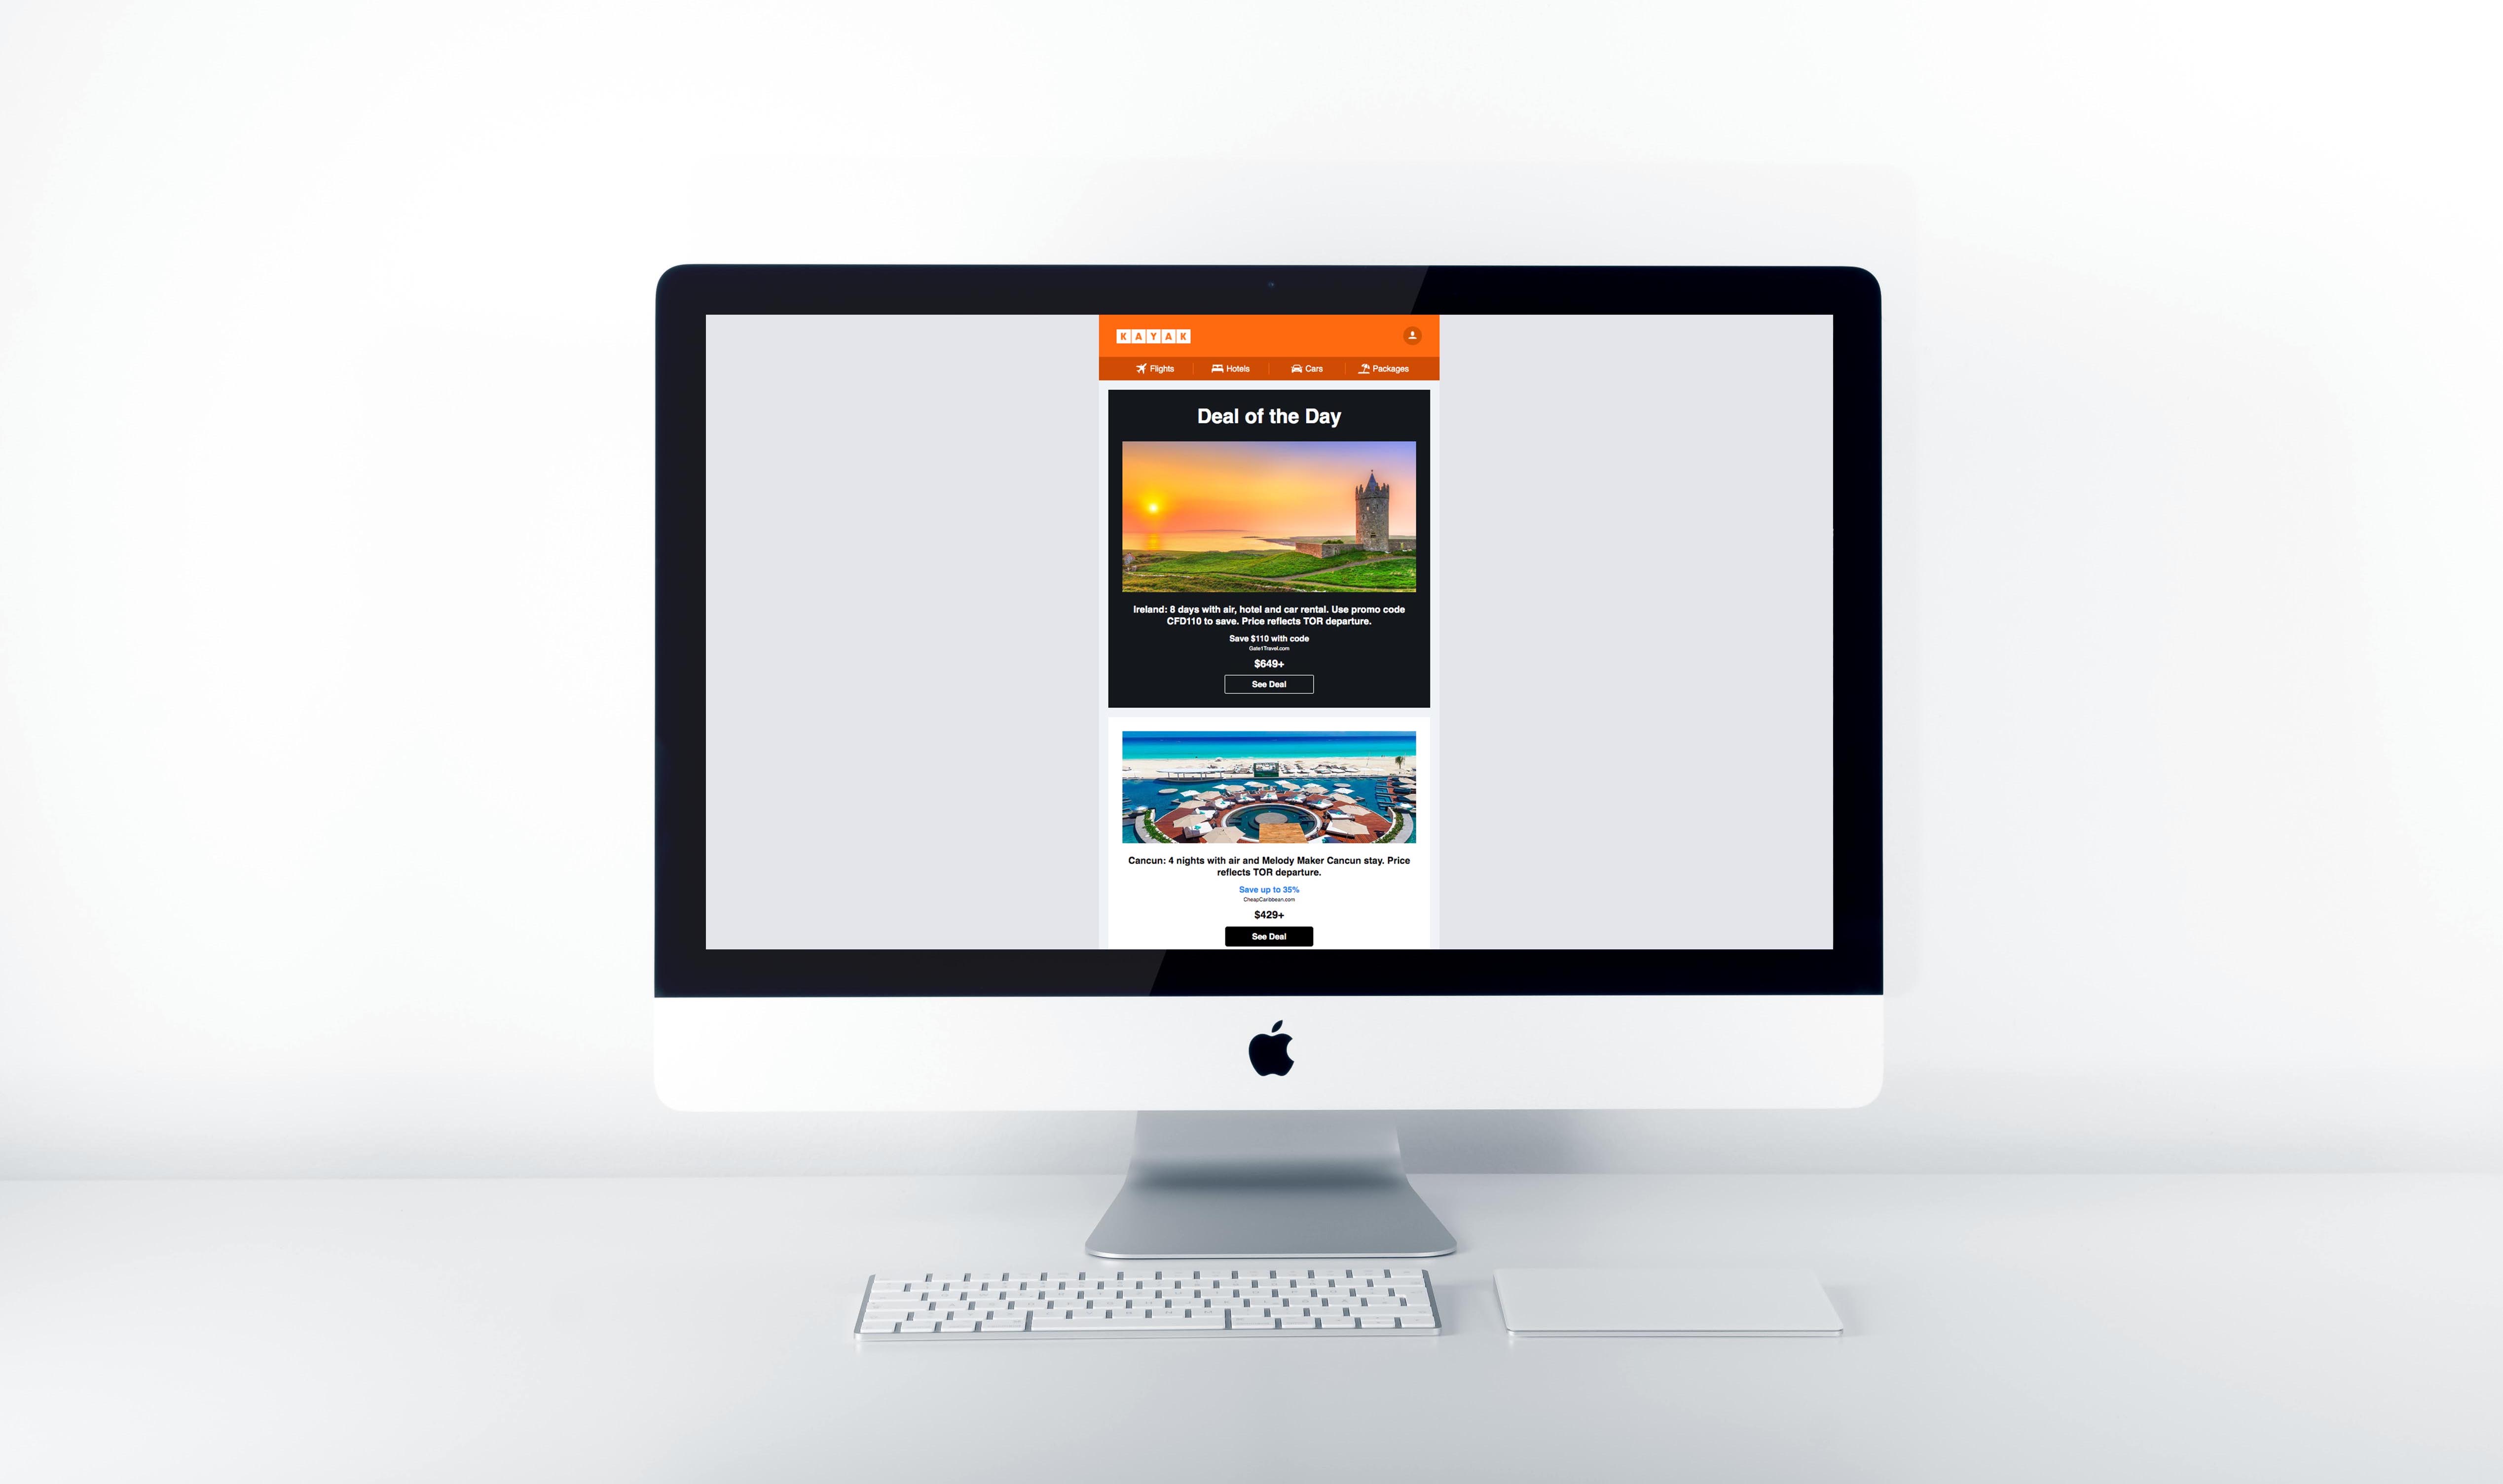 KAYAK
Flights
Hotels
Cars
Packages
Deal of the Day
Ireland: 8 days with air, hotel and car rental. Use promo code
CFD110 to save. Price reflects TOR departure.
Save $110 with code
Gate1Travel.com
$649+
See Deal
Cancun: 4 nights with air and Melody Maker Cancun stay. Price
reflects TOR departure.
Save up to 35%
CheapCaribbean.com
$429+
See Deal